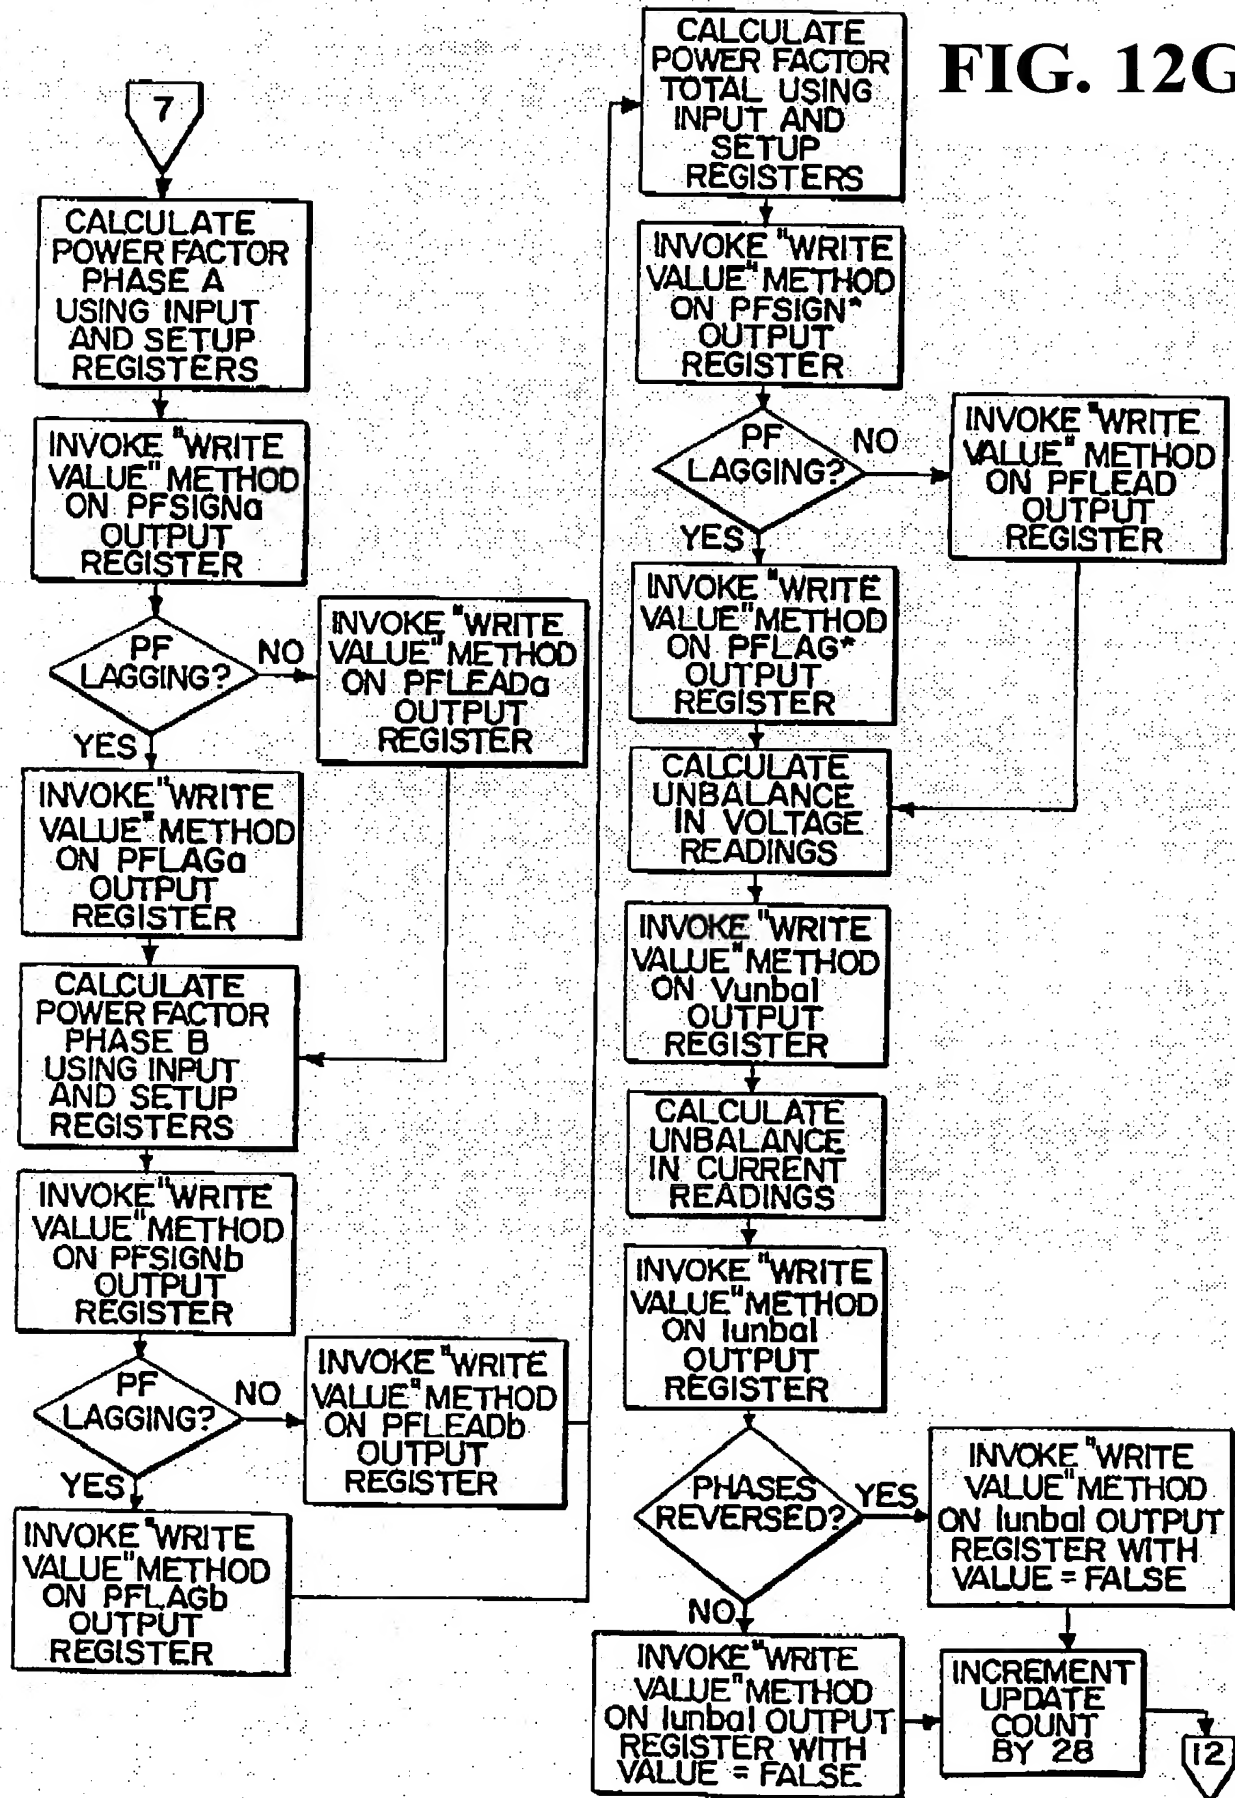 FIG. 12G
7
CALCULATE
POWER FACTOR
PHASE A
USING INPUT
AND SETUP
REGISTERS
INVOKE "WRITE
VALUE" METHOD
ON PFSIGNa
OUTPUT
REGISTER
PF
LAGGING?
NO
INVOKE "WRITE
VALUE" METHOD
ON PFLEADa
OUTPUT
REGISTER
YES
INVOKE "WRITE
VALUE" METHOD
ON PFLAGa
OUTPUT
REGISTER
CALCULATE
POWER FACTOR
PHASE B
USING INPUT
AND SETUP
REGISTERS
INVOKE "WRITE
VALUE" METHOD
ON PFSIGNb
OUTPUT
REGISTER
PF
LAGGING?
NO
INVOKE "WRITE
VALUE" METHOD
ON PFLEADb
OUTPUT
REGISTER
YES
INVOKE "WRITE
VALUE" METHOD
ON PFLAGb
OUTPUT
REGISTER
CALCULATE
POWER FACTOR
TOTAL USING
INPUT AND
SETUP
REGISTERS
INVOKE "WRITE
VALUE" METHOD
ON PFSIGN*
OUTPUT
REGISTER
PF
LAGGING?
NO
INVOKE "WRITE
VALUE" METHOD
ON PFLEAD
OUTPUT
REGISTER
YES
INVOKE "WRITE
VALUE" METHOD
ON PFLAG*
OUTPUT
REGISTER
CALCULATE
UNBALANCE
IN VOLTAGE
READINGS
INVOKE "WRITE
VALUE" METHOD
ON Vunbal
OUTPUT
REGISTER
CALCULATE
UNBALANCE
IN CURRENT
READINGS
INVOKE "WRITE
VALUE" METHOD
ON Iunbal
OUTPUT
REGISTER
PHASES
REVERSED?
YES
INVOKE "WRITE
VALUE" METHOD
ON Iunbal OUTPUT
REGISTER WITH
VALUE = FALSE
NO
INVOKE "WRITE
VALUE" METHOD
ON Iunbal OUTPUT
REGISTER WITH
VALUE = FALSE
INCREMENT
UPDATE
COUNT
BY 28
12